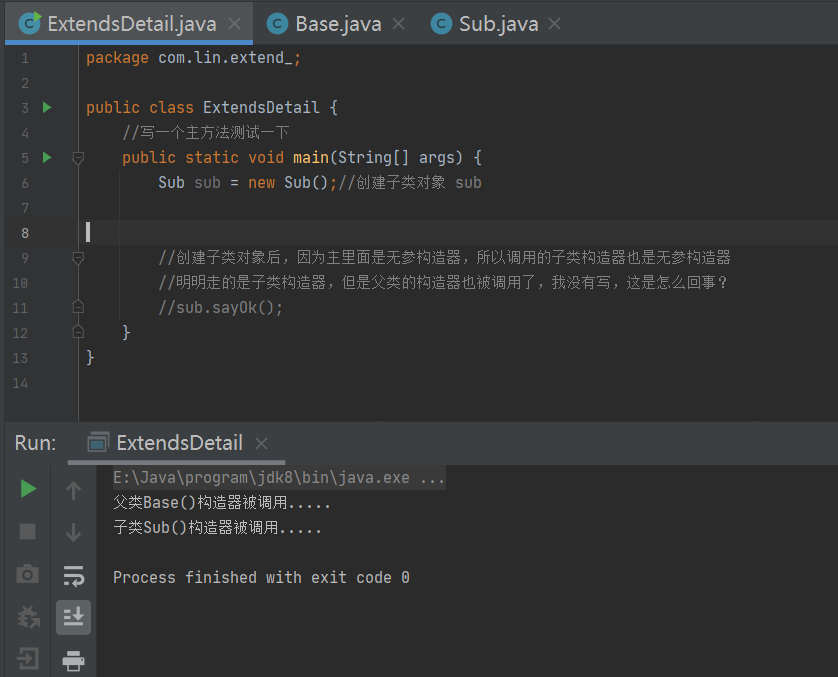 ExtendsDetail.java Base.java Sub.java
1 package com.lin.extend_;
2
3 public class ExtendsDetail {
4 //写一个主方法测试一下
5 public static void main(String[] args) {
6 Sub sub = new Sub();//创建子类对象 sub
7
8
9 //创建子类对象后，因为主里面是无参构造器，所以调用的子类构造器也是无参构造器
10 //明明走的是子类构造器，但是父类的构造器也被调用了，我没有写，这是怎么回事？
11 //sub.sayOk();
12 }
13 }
14
Run: ExtendsDetail
E:\Java\program\jdk8\bin\java.exe ...
父类Base()构造器被调用.....
子类Sub()构造器被调用.....
Process finished with exit code 0